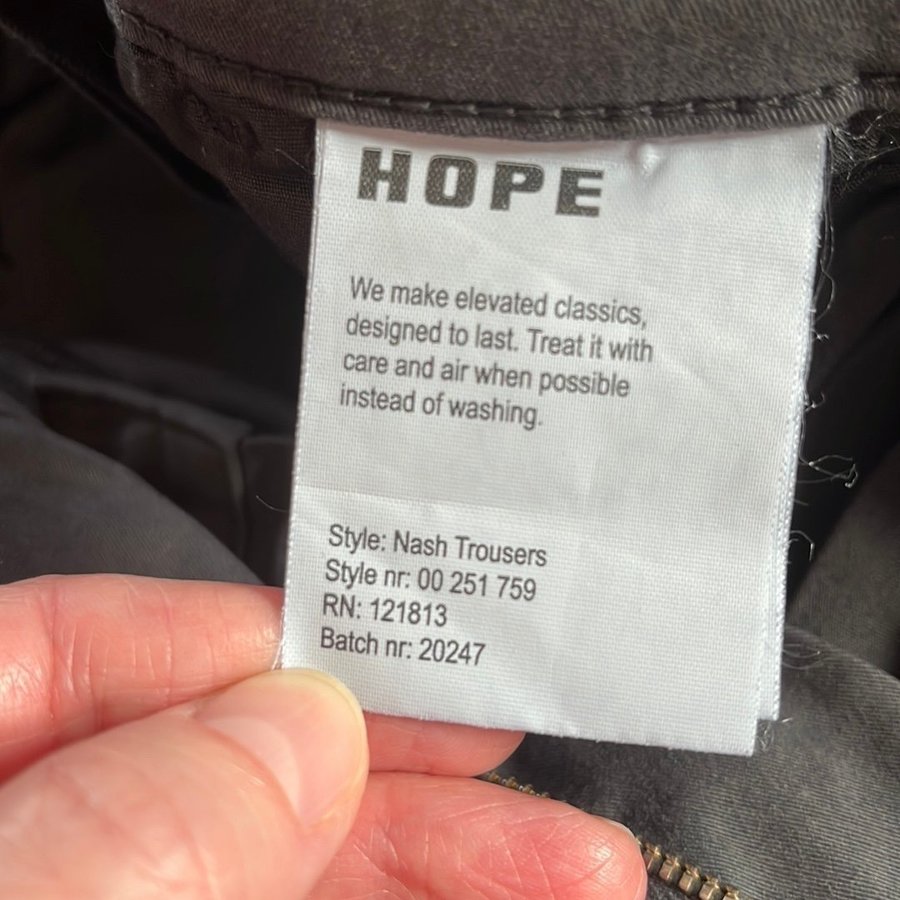 HOPE
We make elevated classics,
designed to last. Treat it with
care and air when possible
instead of washing.
Style: Nash Trousers
Style nr: 00 251 759
RN: 121813
Batch nr: 20247